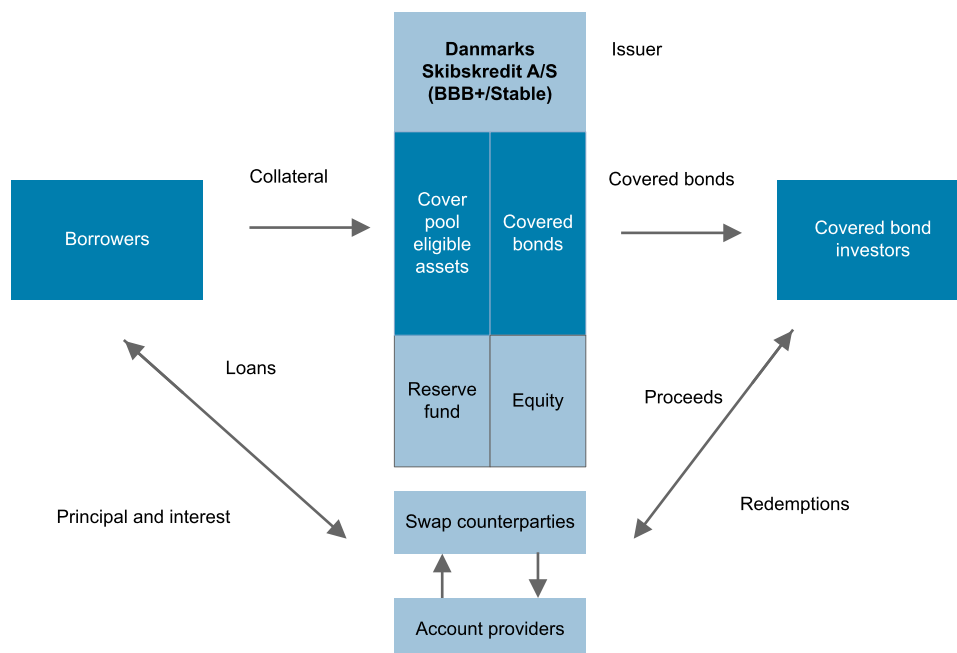 Danmarks
Skibskredit A/S
(BBB+/Stable)
Issuer
Collateral
Covered bonds
Borrowers
Cover
pool
eligible
assets
Covered
bonds
Covered bond
investors
Loans
Reserve
fund
Equity
Proceeds
Principal and interest
Swap counterparties
Redemptions
Account providers